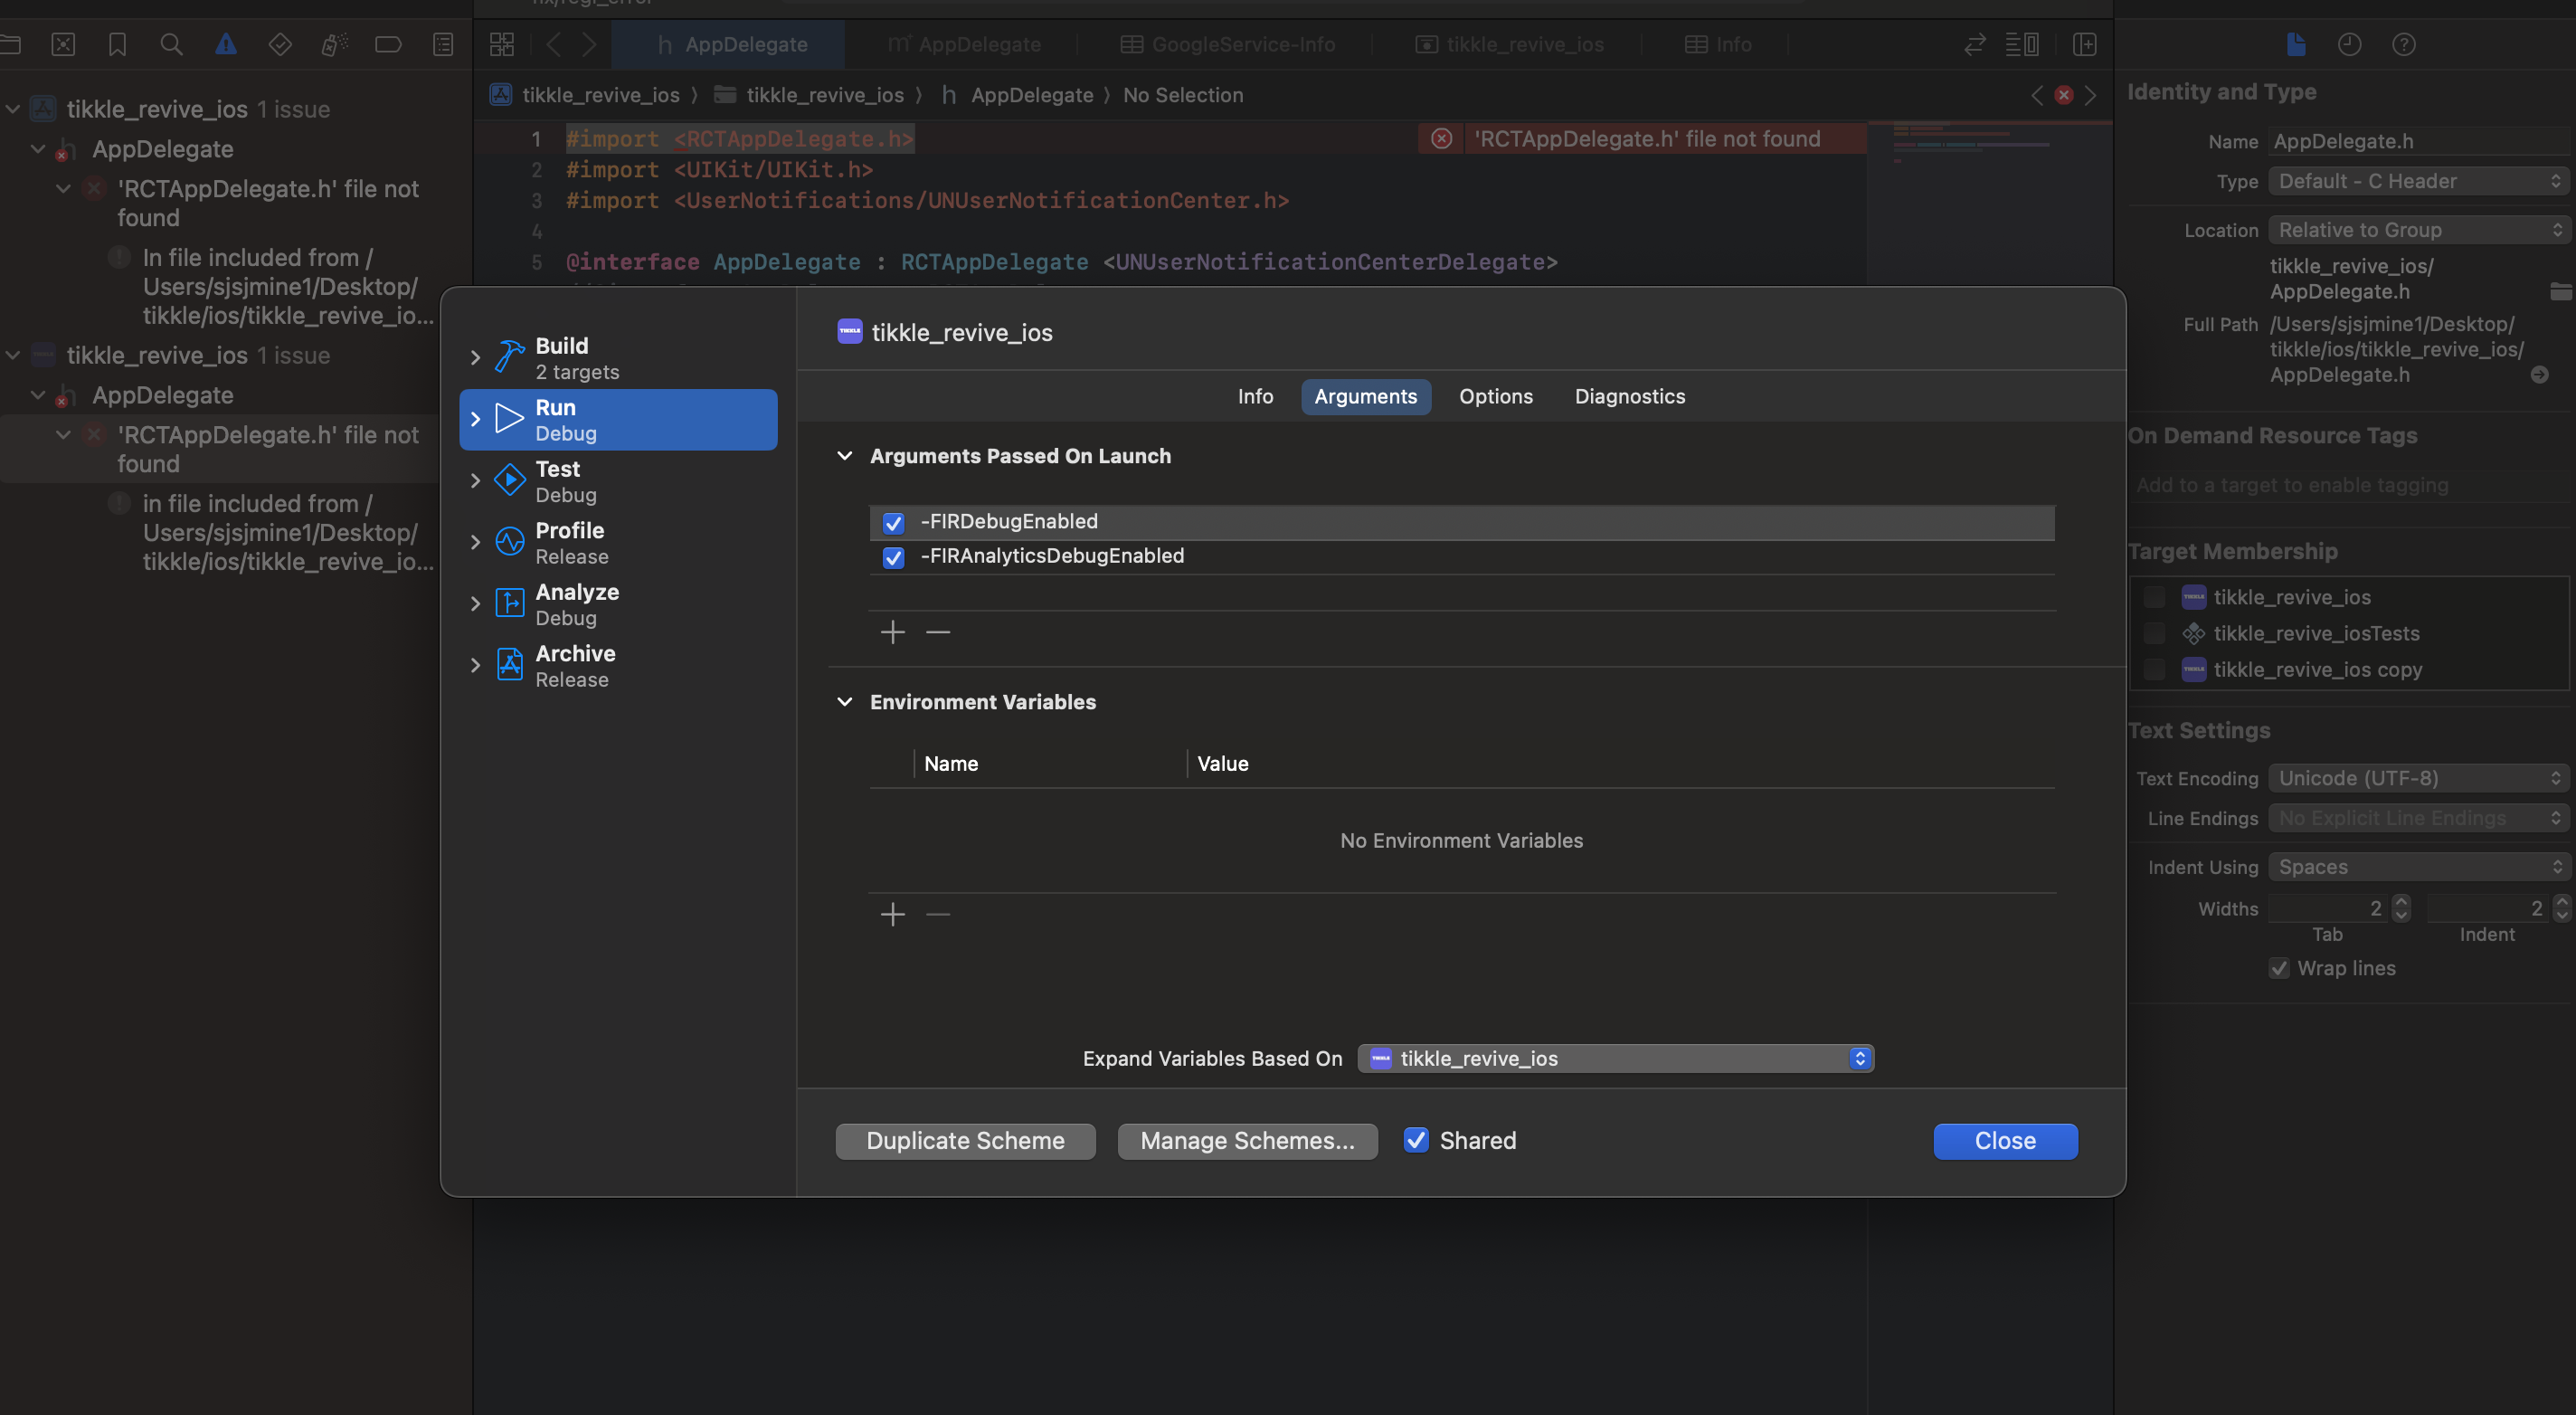 AppDelegate
AppDelegate
GoogleService-Info
tikkle_revive_ios
Info
tikkle_revive_ios 1 issue
AppDelegate
'RCTAppDelegate.h' file not
found
In file included from /
Users/sjsjmine1/Desktop/
tikkle/ios/tikkle_revive_io...
tikkle_revive_ios 1 issue
AppDelegate
'RCTAppDelegate.h' file not
found
in file included from /
Users/sjsjmine1/Desktop/
tikkle/ios/tikkle_revive_io...
tikkle_revive_ios
tikkle_revive_ios
h AppDelegate
No Selection
1 #import <RCTAppDelegate.h>
'RCTAppDelegate.h' file not found
2 #import <UIKit/UIKit.h>
3 #import <UserNotifications/UNUserNotificationCenter.h>
4
5 @interface AppDelegate : RCTAppDelegate <UNUserNotificationCenterDelegate>
Build
2 targets
Run
Debug
Test
Debug
Profile
Release
Analyze
Debug
Archive
Release
tikkle_revive_ios
Info
Arguments
Options
Diagnostics
Arguments Passed On Launch
-FIRDebugEnabled
-FIRAnalyticsDebugEnabled
Environment Variables
Name
Value
No Environment Variables
Expand Variables Based On
tikkle_revive_ios
Duplicate Scheme
Manage Schemes...
Shared
Close
Identity and Type
Name AppDelegate.h
Type Default - C Header
Location Relative to Group
tikkle_revive_ios/
AppDelegate.h
Full Path /Users/sjsjmine1/Desktop/
tikkle/ios/tikkle_revive_ios/
AppDelegate.h
On Demand Resource Tags
Add to a target to enable tagging
Target Membership
tikkle_revive_ios
tikkle_revive_iosTests
tikkle_revive_ios copy
Text Settings
Text Encoding Unicode (UTF-8)
Line Endings No Explicit Line Endings
Indent Using Spaces
Widths 2 2
Tab Indent
Wrap lines